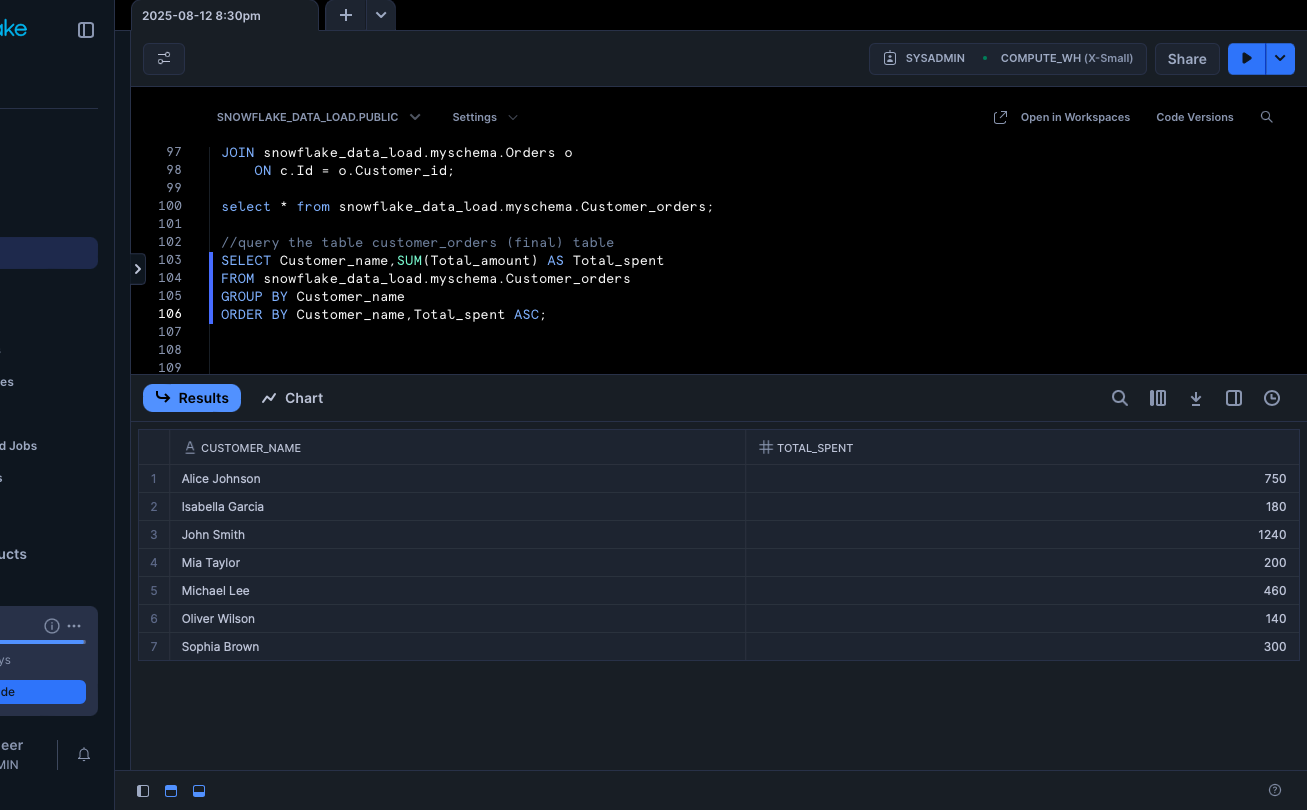 ake
2025-08-12 8:30pm
SYSADMIN • COMPUTE_WH (X-Small)
Share
SNOWFLAKE_DATA_LOAD.PUBLIC
Settings
Open in Workspaces
Code Versions
97 JOIN snowflake_data_load.myschema.Orders o
98 ON c.Id = o.Customer_id;
99
100 select * from snowflake_data_load.myschema.Customer_orders;
101
102 //query the table customer_orders (final) table
103 SELECT Customer_name,SUM(Total_amount) AS Total_spent
104 FROM snowflake_data_load.myschema.Customer_orders
105 GROUP BY Customer_name
106 ORDER BY Customer_name,Total_spent ASC;
107
108
109
es
d Jobs
s
ucts
ys
de
eer
MIN
Results
Chart
CUSTOMER_NAME TOTAL_SPENT
1 Alice Johnson 750
2 Isabella Garcia 180
3 John Smith 1240
4 Mia Taylor 200
5 Michael Lee 460
6 Oliver Wilson 140
7 Sophia Brown 300